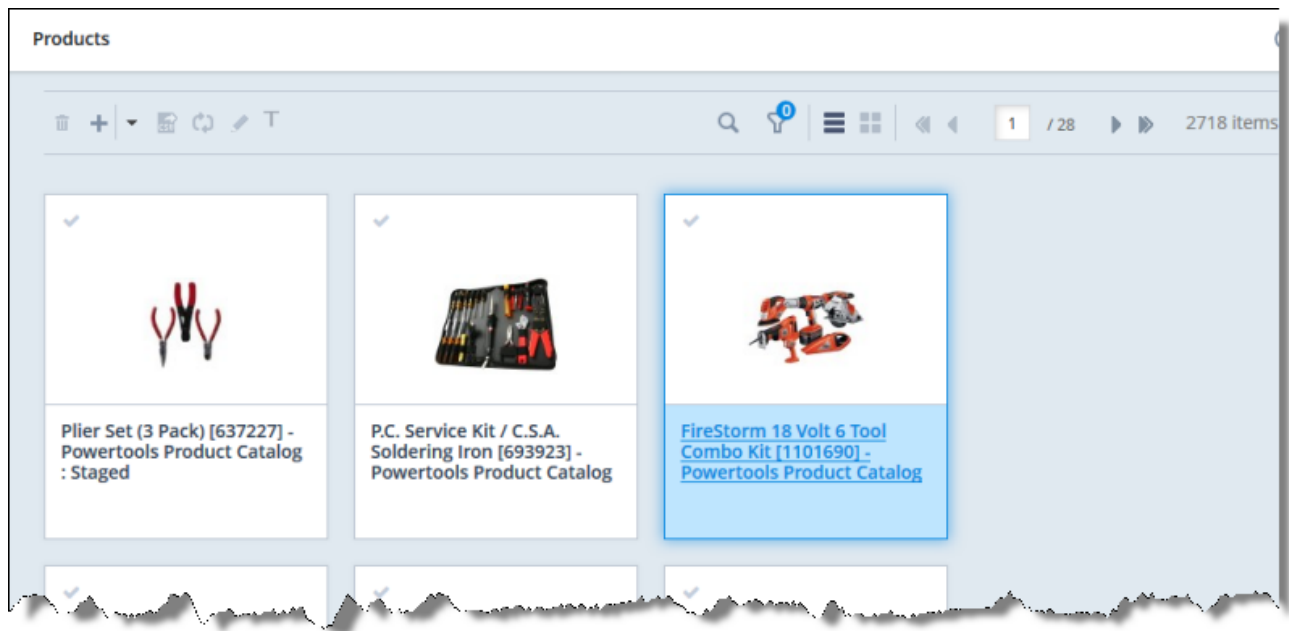 Products
0
1 / 28 2718 items
Plier Set (3 Pack) [637227] -
Powertools Product Catalog
: Staged
P.C. Service Kit / C.S.A.
Soldering Iron [693923] -
Powertools Product Catalog
FireStorm 18 Volt 6 Tool
Combo Kit [1101690] -
Powertools Product Catalog